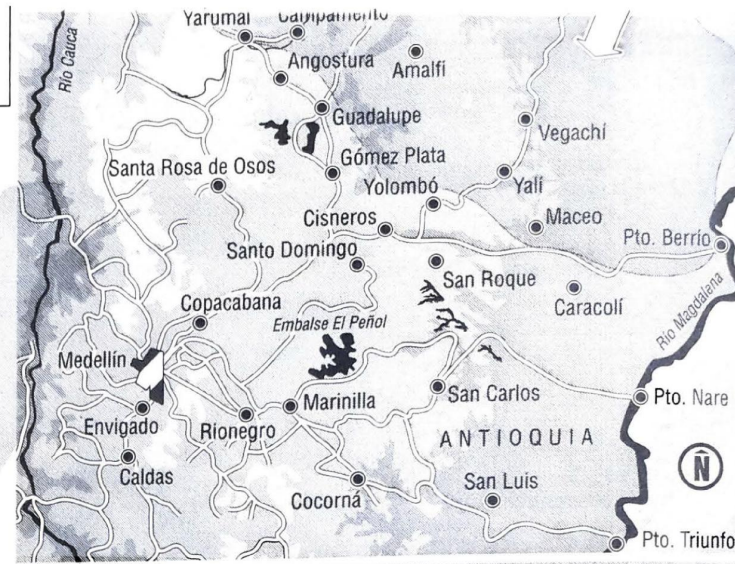 Yarumal
Campamento
Río Cauca
Angostura
Amalfi
Guadalupe
Vegachí
Santa Rosa de Osos
Gómez Plata
Yolombó
Yalí
Cisneros
Maceo
Pto. Berrío
Santo Domingo
San Roque
Caracolí
Río Magdalena
Copacabana
Embalse El Peñol
Medellín
San Carlos
Pto. Nare
Marinilla
Envigado
Rionegro
ANTIOQUIA
N
Caldas
Cocorná
San Luis
Pto. Triunfo